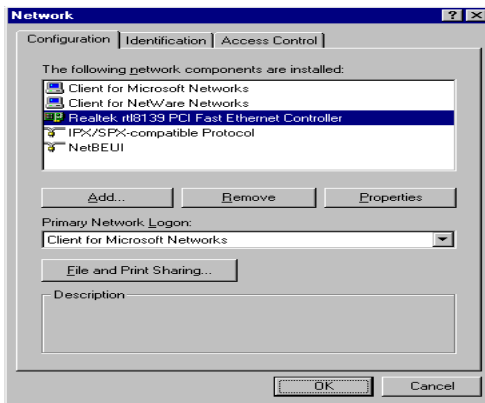 Network
Configuration Identification Access Control
The following network components are installed:
Client for Microsoft Networks
Client for NetWare Networks
Realtek rtl8139 PCI Fast Ethernet Controller
IPX/SPX-compatible Protocol
NetBEUI
Add... Remove Properties
Primary Network Logon:
Client for Microsoft Networks
File and Print Sharing...
Description
OK Cancel